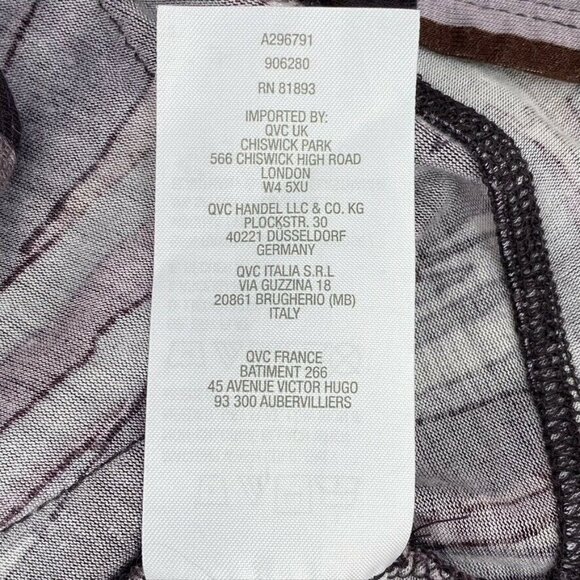 A296791
906280
RN 81893
IMPORTED BY:
QVC UK
CHISWICK PARK
566 CHISWICK HIGH ROAD
LONDON
W4 5XU
QVC HANDEL LLC & CO. KG
PLOCKSTR. 30
40221 DÜSSELDORF
GERMANY
QVC ITALIA S.R.L
VIA GUZZINA 18
20861 BRUGHERIO (MB)
ITALY
QVC FRANCE
BATIMENT 266
45 AVENUE VICTOR HUGO
93 300 AUBERVILLIERS